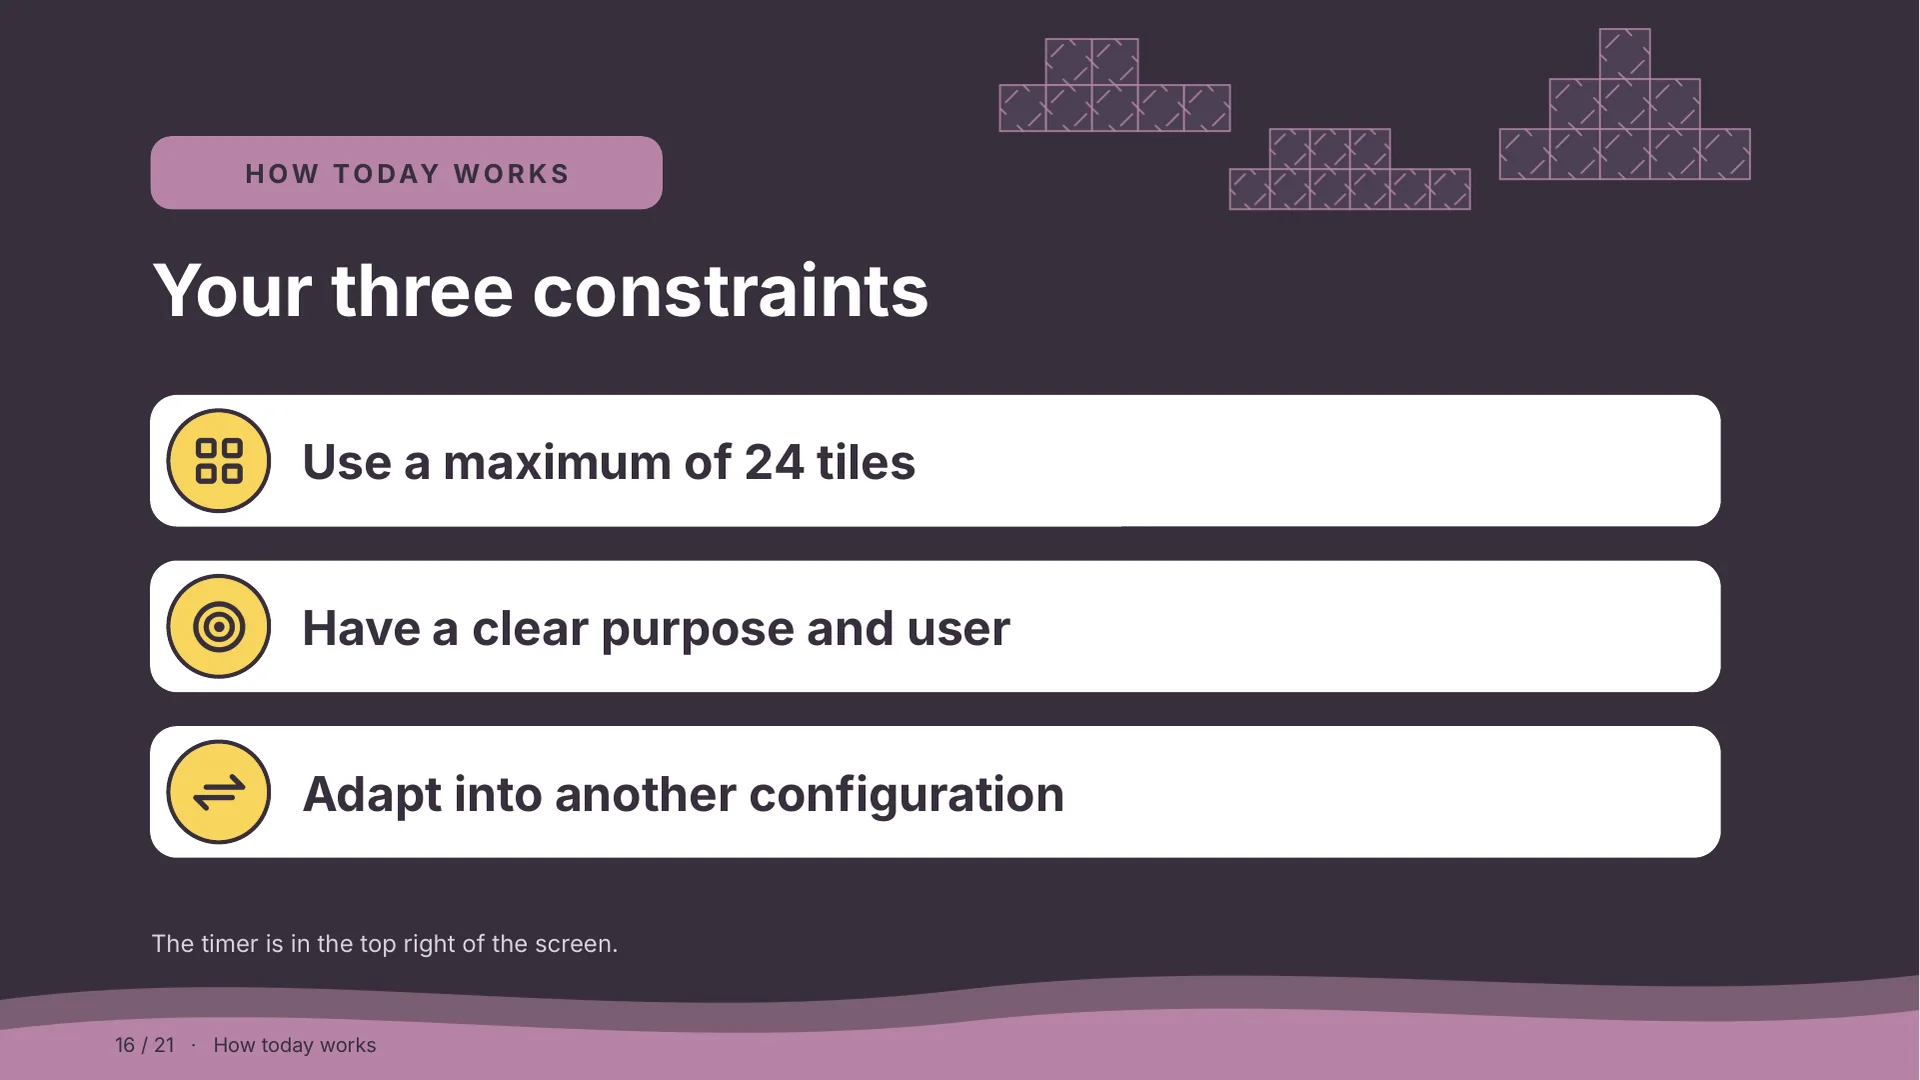 HOW TODAY WORKS
Your three constraints
Use a maximum of 24 tiles
Have a clear purpose and user
Adapt into another configuration
The timer is in the top right of the screen.
16 / 21 · How today works